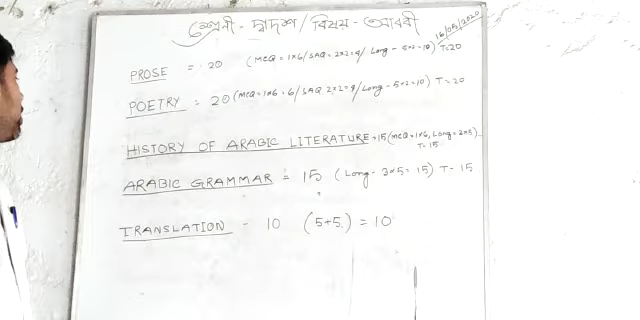 শ্রেণী - দ্বাদশ / বিষয় - আরবী
16/05/2020
PROSE = 20 (MCQ = 1×6 / SAQ = 2×2=4 / Long - 5×2=10) T=20
POETRY = 20 (MCQ = 1×6 = 6 / SAQ 2×2=4 / Long - 5×2=10) T=20
HISTORY OF ARABIC LITERATURE = 15 (MCQ=1×6, Long=3×5)
T=15
ARABIC GRAMMAR = 15 (Long - 3×5=15) T-15
TRANSLATION - 10 (5+5) = 10